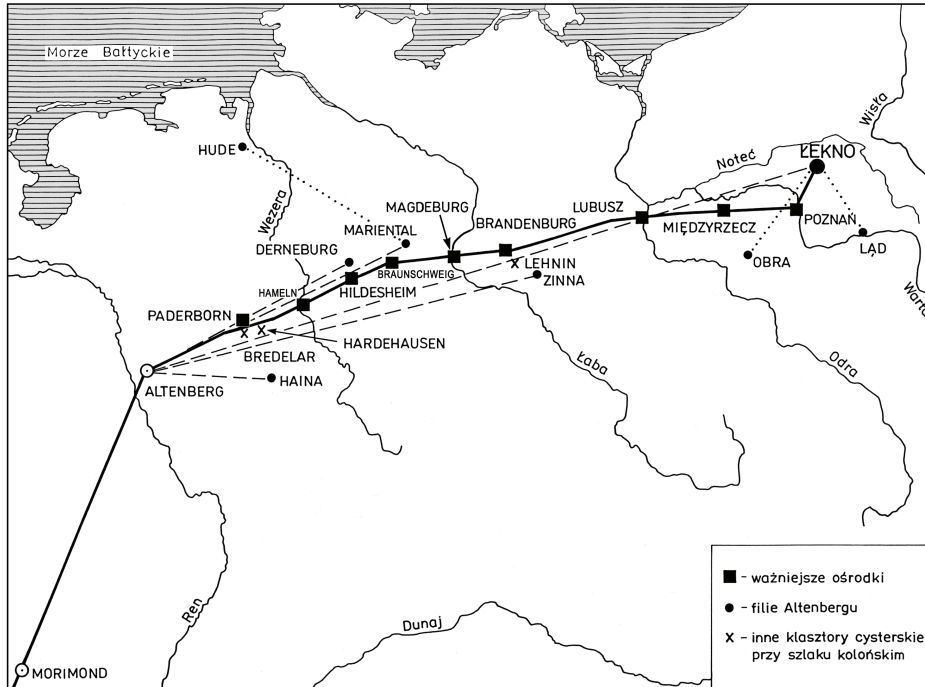 Morze Bałtyckie
HUDE
Wezera
Noteć
Wisła
ŁEKNO
MAGDEBURG
BRANDENBURG
LUBUSZ
MARIENTAL
DERNEBURG
MIĘDZYRZECZ
POZNAŃ
LĄD
OBRA
BRAUNSCHWEIG
LEHNIN
ZINNA
HAMELN
HILDESHEIM
PADERBORN
HARDEHAUSEN
BREDELAR
Warta
Odra
Łaba
ALTENBERG
HAINA
Ren
Dunaj
MORIMOND
- ważniejsze ośrodki
- filie Altenbergu
x - inne klasztory cysterskie
przy szlaku kolońskim